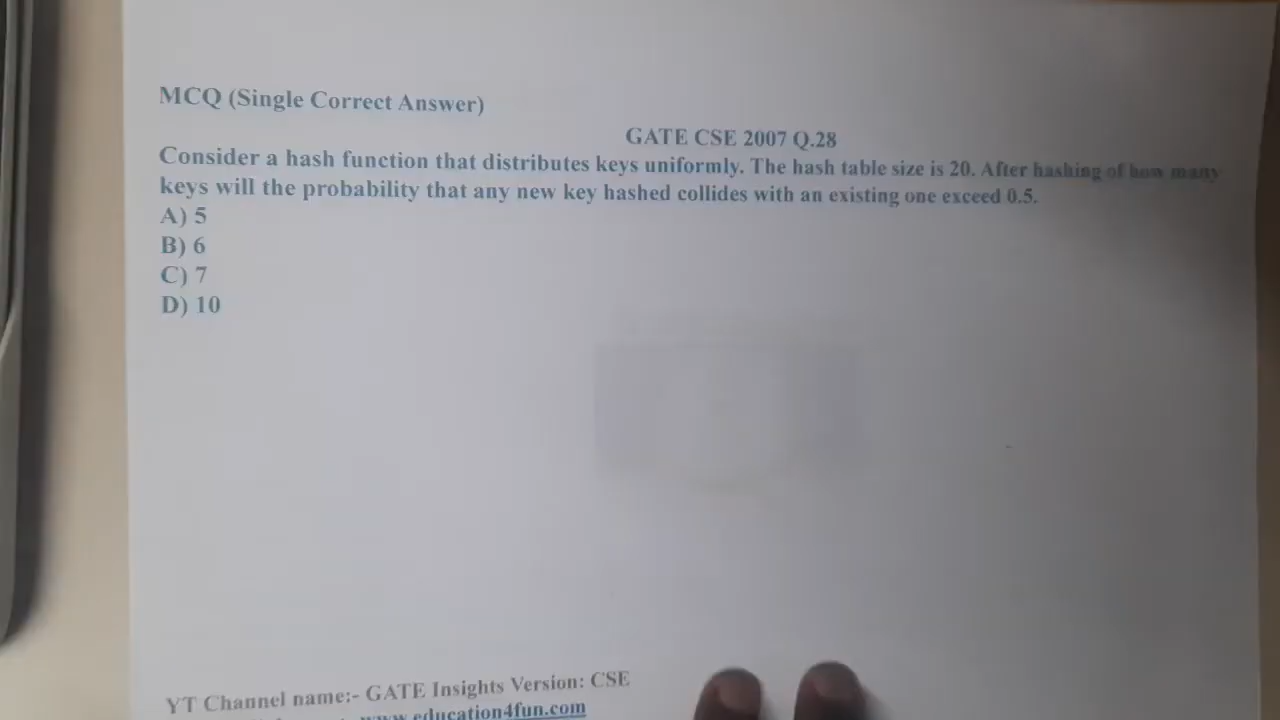 MCQ (Single Correct Answer)
GATE CSE 2007 Q.28
Consider a hash function that distributes keys uniformly. The hash table size is 20. After hashing of how many
keys will the probability that any new key hashed collides with an existing one exceed 0.5.
A) 5
B) 6
C) 7
D) 10
YT Channel name:- GATE Insights Version: CSE
www.education4fun.com